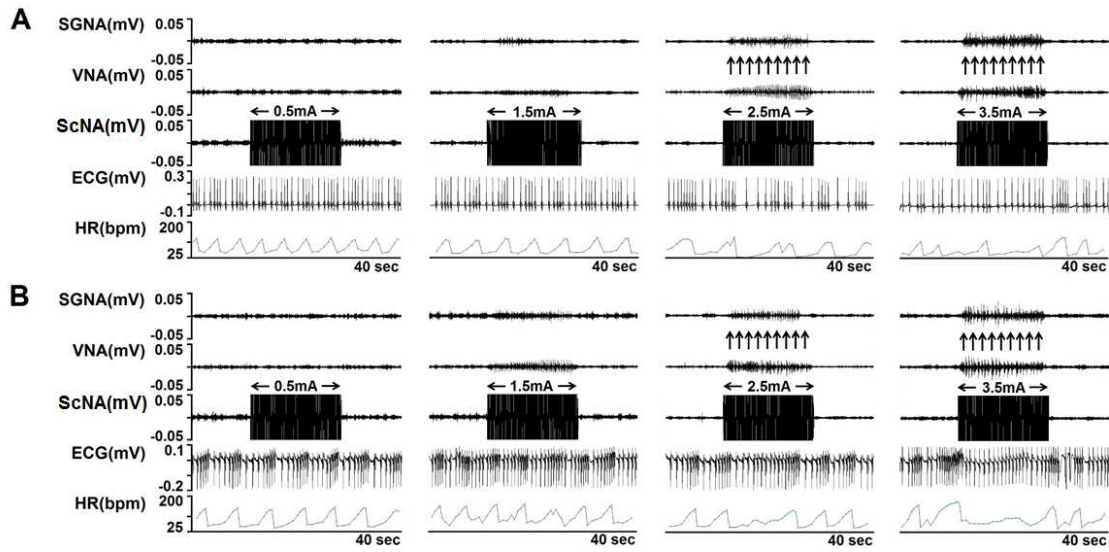 A
SGNA(mV) 0.05
-0.05
VNA(mV) 0.05
-0.05
0.5mA 1.5mA 2.5mA 3.5mA
ScNA(mV) 0.05
-0.05
ECG(mV) 0.3
-0.1
HR(bpm) 200
25
40 sec 40 sec 40 sec 40 sec
B
SGNA(mV) 0.05
-0.05
VNA(mV) 0.05
-0.05
0.5mA 1.5mA 2.5mA 3.5mA
ScNA(mV) 0.05
-0.05
ECG(mV) 0.1
-0.2
HR(bpm) 200
25
40 sec 40 sec 40 sec 40 sec